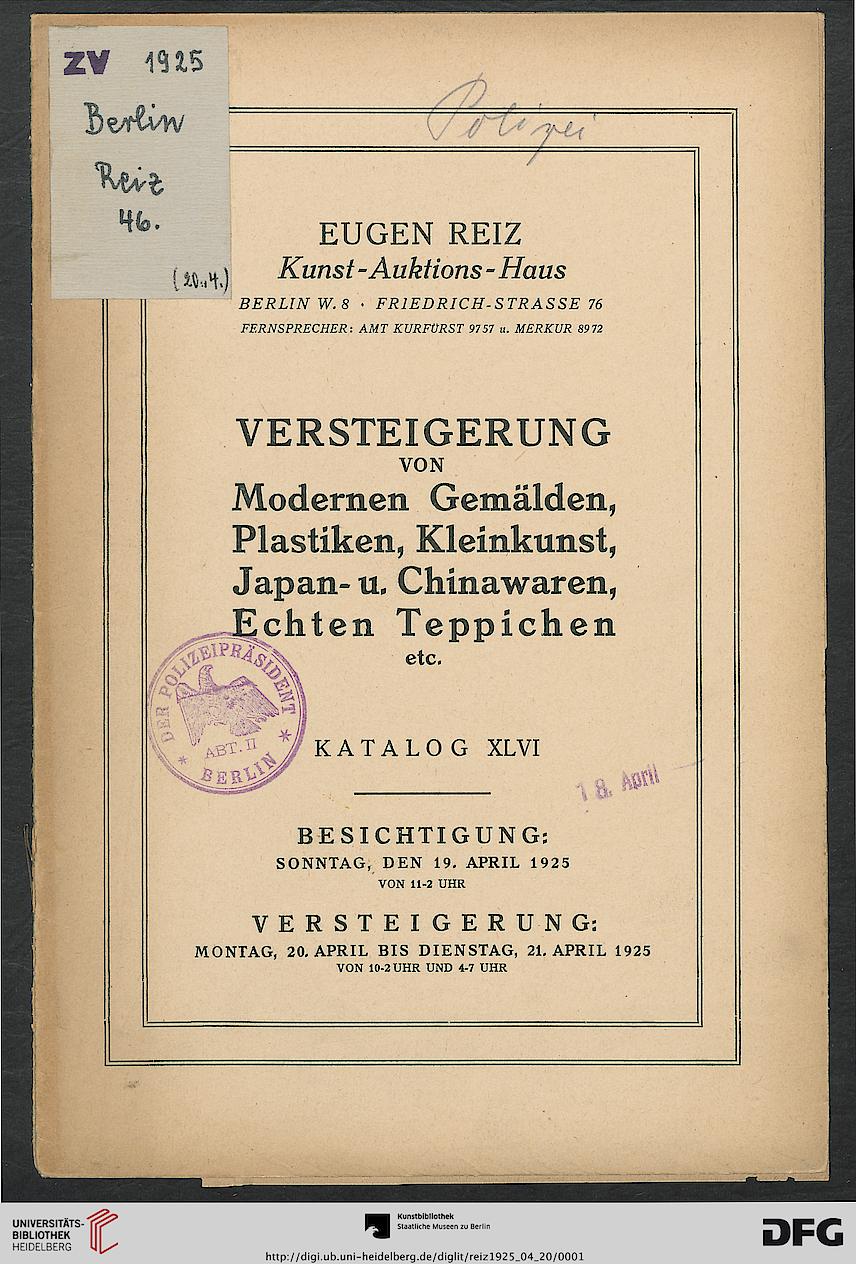 ZV 1925
Berlin
Reiz
46.
(20.4.)
Polizei
EUGEN REIZ
Kunst-Auktions-Haus
BERLIN W. 8 · FRIEDRICH-STRASSE 76
FERNSPRECHER: AMT KURFÜRST 9757 u. MERKUR 8972
VERSTEIGERUNG
VON
Modernen Gemälden,
Plastiken, Kleinkunst,
Japan- u. Chinawaren,
Echten Teppichen
etc.
DER POLIZEIPRÄSIDENT
ABT. II
* BERLIN *
KATALOG XLVI
18. April
BESICHTIGUNG:
SONNTAG, DEN 19. APRIL 1925
VON 11-2 UHR
VERSTEIGERUNG:
MONTAG, 20. APRIL BIS DIENSTAG, 21. APRIL 1925
VON 10-2 UHR UND 4-7 UHR
UNIVERSITÄTS-
BIBLIOTHEK
HEIDELBERG
Kunstbibliothek
Staatliche Museen zu Berlin
DFG
http://digi.ub.uni-heidelberg.de/diglit/reiz1925_04_20/0001